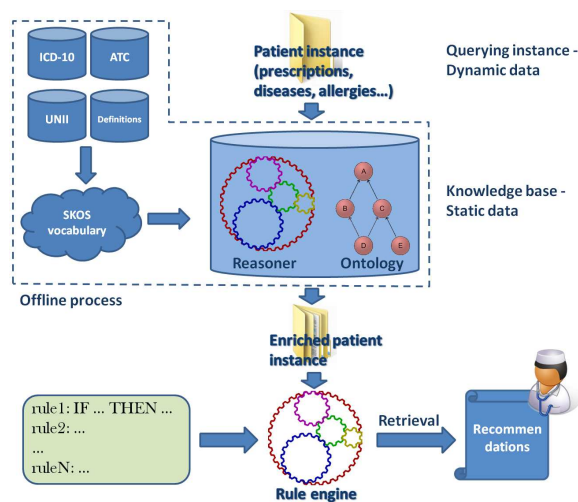 ICD-10
ATC
UNII
Definitions
SKOS
vocabulary
Patient instance
(prescriptions,
diseases, allergies...)
Querying instance -
Dynamic data
Knowledge base -
Static data
A
B
C
D
E
Reasoner
Ontology
Offline process
Enriched patient
instance
rule1: IF ... THEN ...
rule2: ...
...
ruleN: ...
Rule engine
Retrieval
Recommen
dations